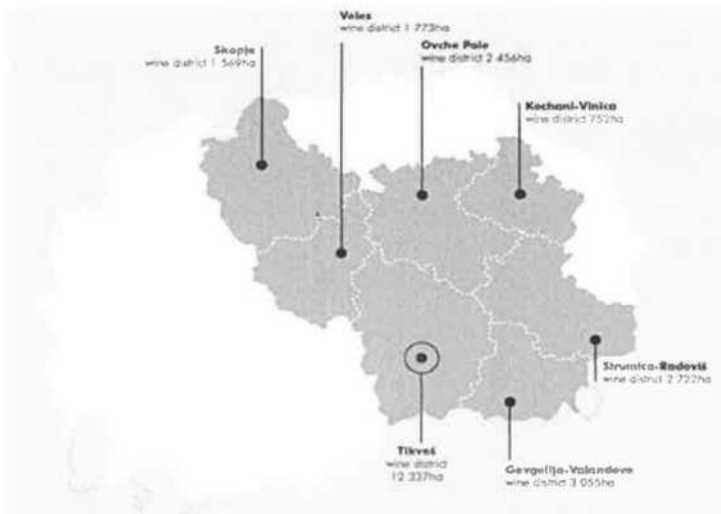 Veles
wine district 1 773ha
Skopje
wine district 1 569ha
Ovche Pole
wine district 2 456ha
Kochani-Vinica
wine district 752ha
Strumica-Radoviš
wine district 2 722ha
Tikveš
wine district
12 337ha
Gevgelija-Valandovo
wine district 3 055ha